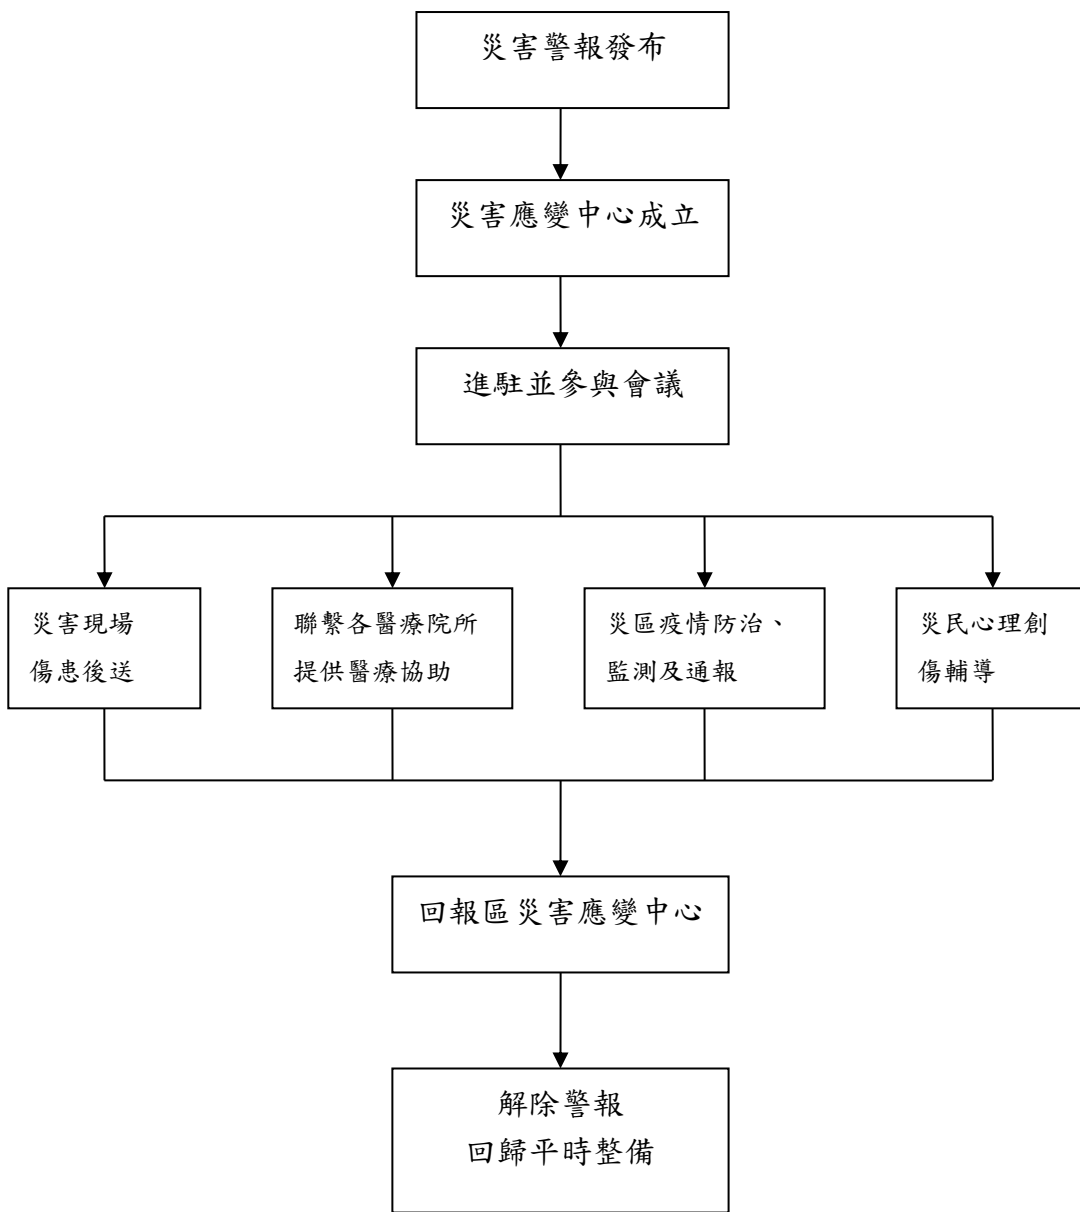 災害警報發布
災害應變中心成立
進駐並參與會議
災害現場
傷患後送
聯繫各醫療院所
提供醫療協助
災區疫情防治、
監測及通報
災民心理創
傷輔導
回報區災害應變中心
解除警報
回歸平時整備